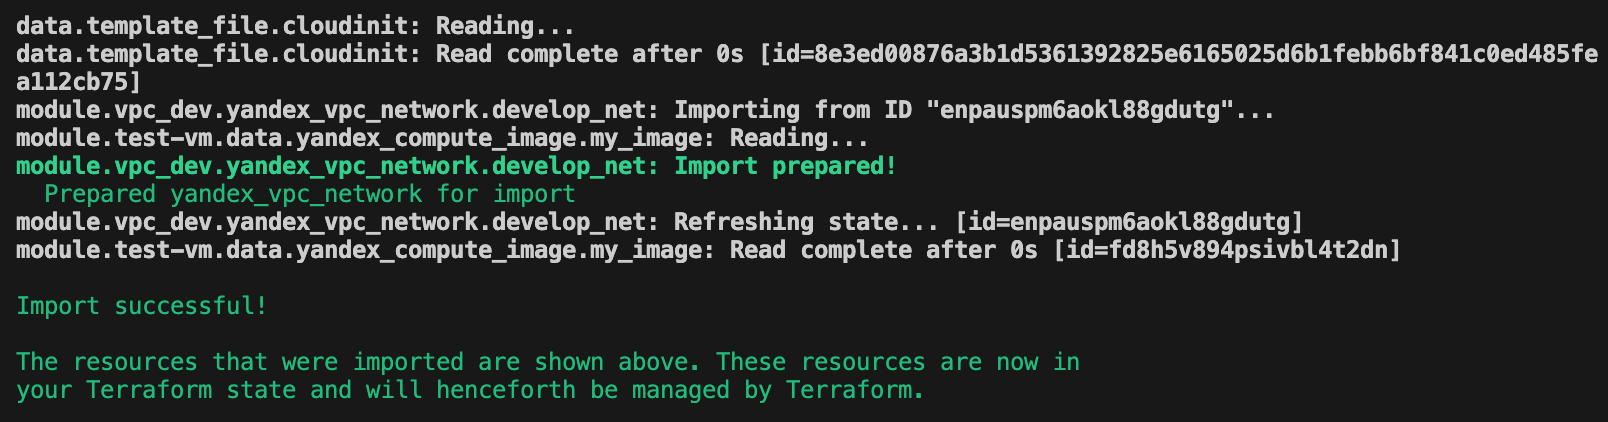 data.template_file.cloudinit: Reading...
data.template_file.cloudinit: Read complete after 0s [id=8e3ed00876a3b1d5361392825e6165025d6b1febb6bf841c0ed485fe
a112cb75]
module.vpc_dev.yandex_vpc_network.develop_net: Importing from ID "enpauspm6aokl88gdutg"...
module.test-vm.data.yandex_compute_image.my_image: Reading...
module.vpc_dev.yandex_vpc_network.develop_net: Import prepared!
  Prepared yandex_vpc_network for import
module.vpc_dev.yandex_vpc_network.develop_net: Refreshing state... [id=enpauspm6aokl88gdutg]
module.test-vm.data.yandex_compute_image.my_image: Read complete after 0s [id=fd8h5v894psivbl4t2dn]

Import successful!

The resources that were imported are shown above. These resources are now in
your Terraform state and will henceforth be managed by Terraform.